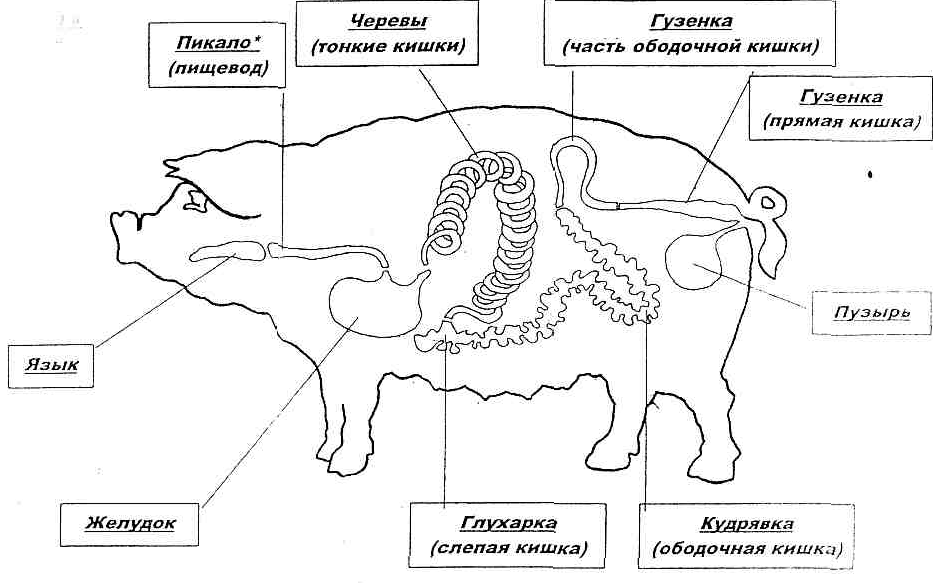 Пикало*
(пищевод)
Черевы
(тонкие кишки)
Гузенка
(часть ободочной кишки)
Гузенка
(прямая кишка)
Пузырь
Язык
Желудок
Глухарка
(слепая кишка)
Кудрявка
(ободочная кишка)